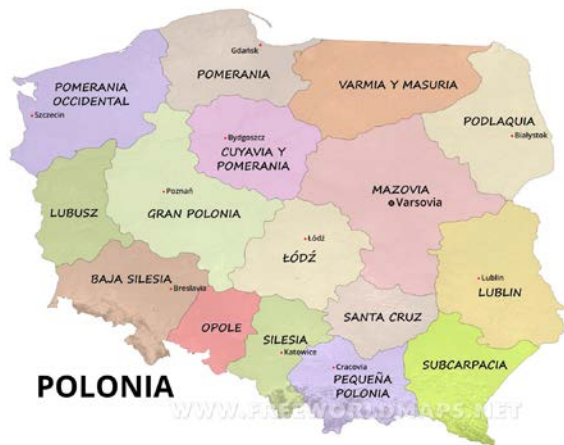 Gdańsk
POMERANIA
POMERANIA
OCCIDENTAL
Szczecin
VARMIA Y MASURIA
PODLAQUIA
Białystok
Bydgoszcz
CUYAVIA Y
POMERANIA
MAZOVIA
Varsovia
LUBUSZ
Poznań
GRAN POLONIA
Łódź
ŁÓDŹ
BAJA SILESIA
Breslavia
Lublin
LUBLIN
OPOLE
SILESIA
Katowice
SANTA CRUZ
Cracovia
PEQUEÑA
POLONIA
SUBCARPACIA
POLONIA
WWW.FREEWORLDMAPS.NET